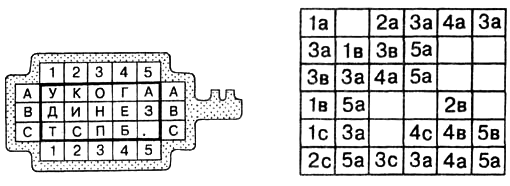 1 2 3 4 5
А У К О Г А А
В Д И Н Е З В
С Т С П Б . С
1 2 3 4 5
1а 2а 3а 4а 3а
3а 1в 3в 5а
3в 3а 4а 5а
1в 5а 2в
1с 3а 4с 4в 5в
2с 5а 3с 3а 4а 5а